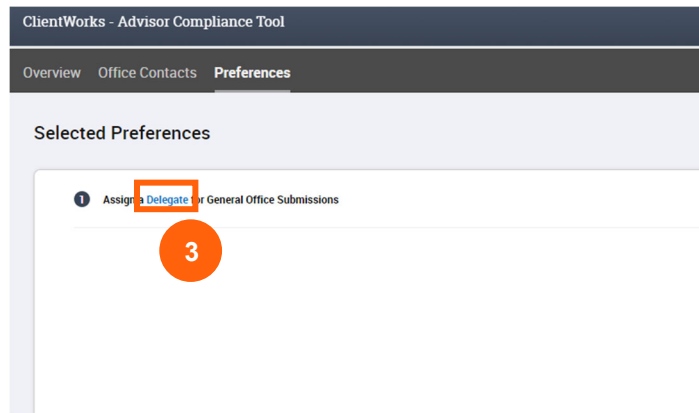 ClientWorks - Advisor Compliance Tool
Overview Office Contacts Preferences
Selected Preferences
1 Assign a Delegate for General Office Submissions
3